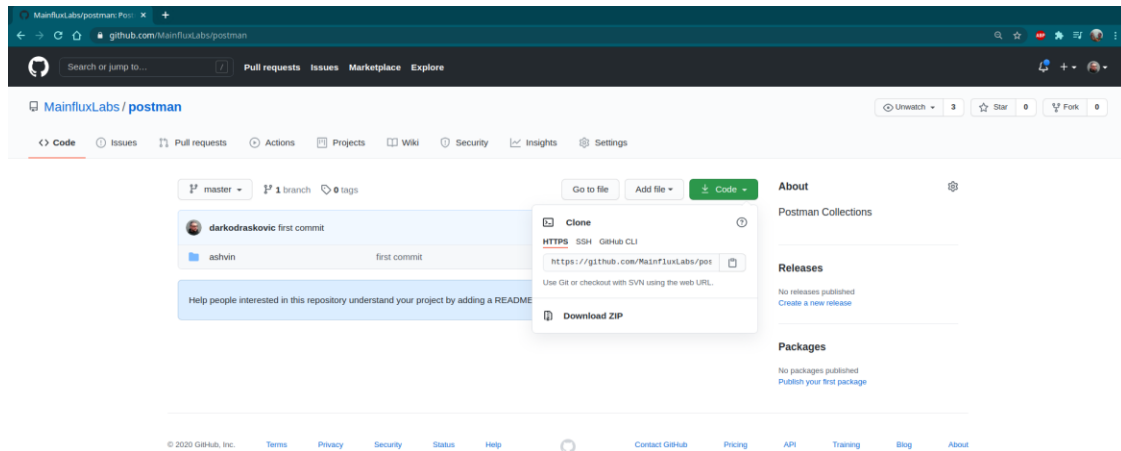 MainfluxLabs/postman: Post
github.com/MainfluxLabs/postman
Search or jump to... / Pull requests Issues Marketplace Explore
MainfluxLabs / postman Unwatch 3 Star 0 Fork 0
Code Issues Pull requests Actions Projects Wiki Security Insights Settings
master 1 branch 0 tags Go to file Add file Code About
Postman Collections
darkodraskovic first commit Clone
HTTPS SSH GitHub CLI
ashvin first commit https://github.com/MainfluxLabs/pos
Releases
Use Git or checkout with SVN using the web URL.
No releases published
Help people interested in this repository understand your project by adding a README
Create a new release
Download ZIP
Packages
No packages published
Publish your first package
© 2020 GitHub, Inc. Terms Privacy Security Status Help Contact GitHub Pricing API Training Blog About